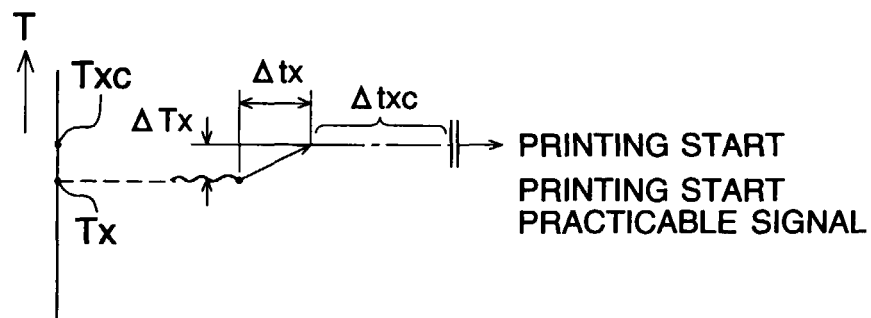 T
Txc
Δtx
ΔTx
Δtxc
PRINTING START
PRINTING START
PRACTICABLE SIGNAL
Tx